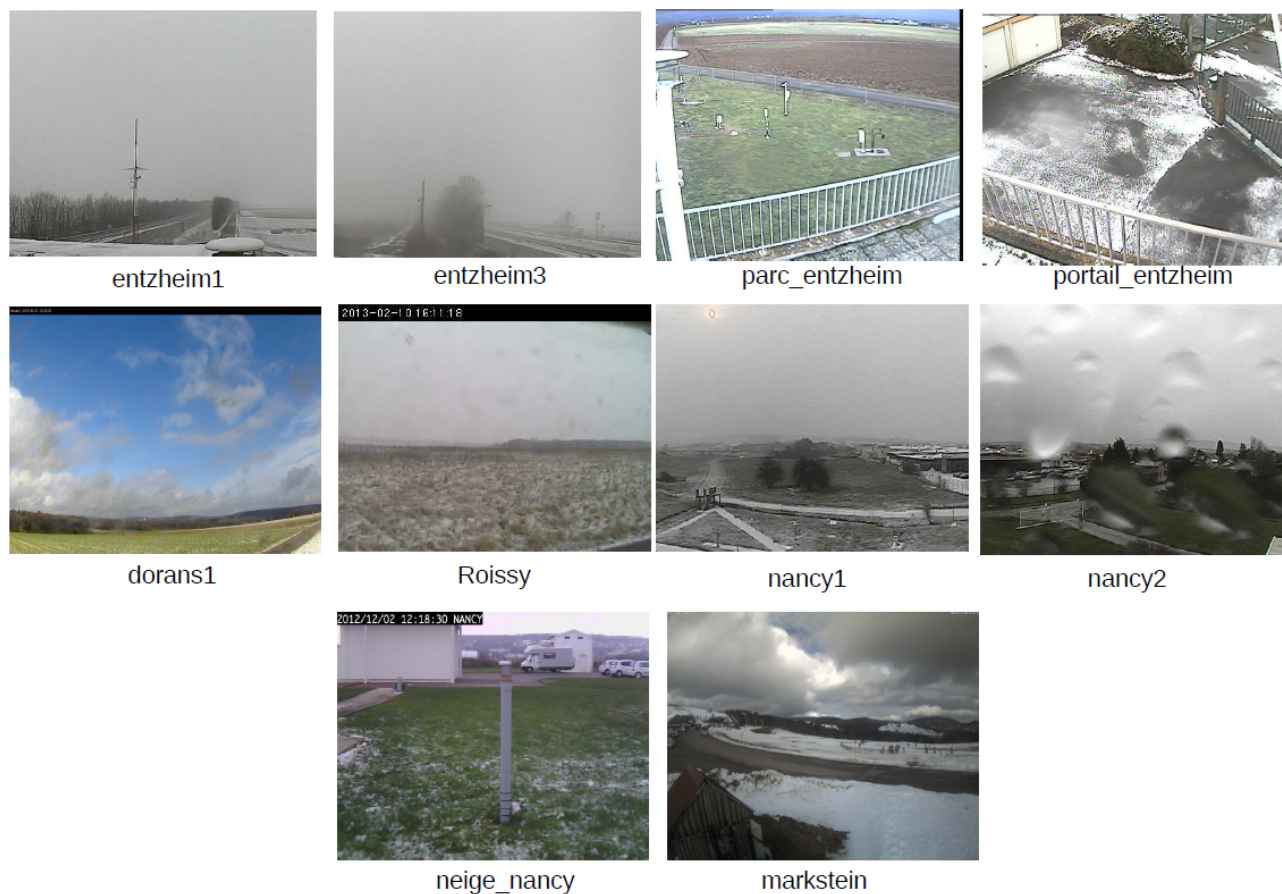 entzheim1
entzheim3
parc_entzheim
portail_entzheim
2013-02-10 16:11:18
dorans1
Roissy
nancy1
nancy2
2012/12/02 12:18:30 NANCY
neige_nancy
markstein